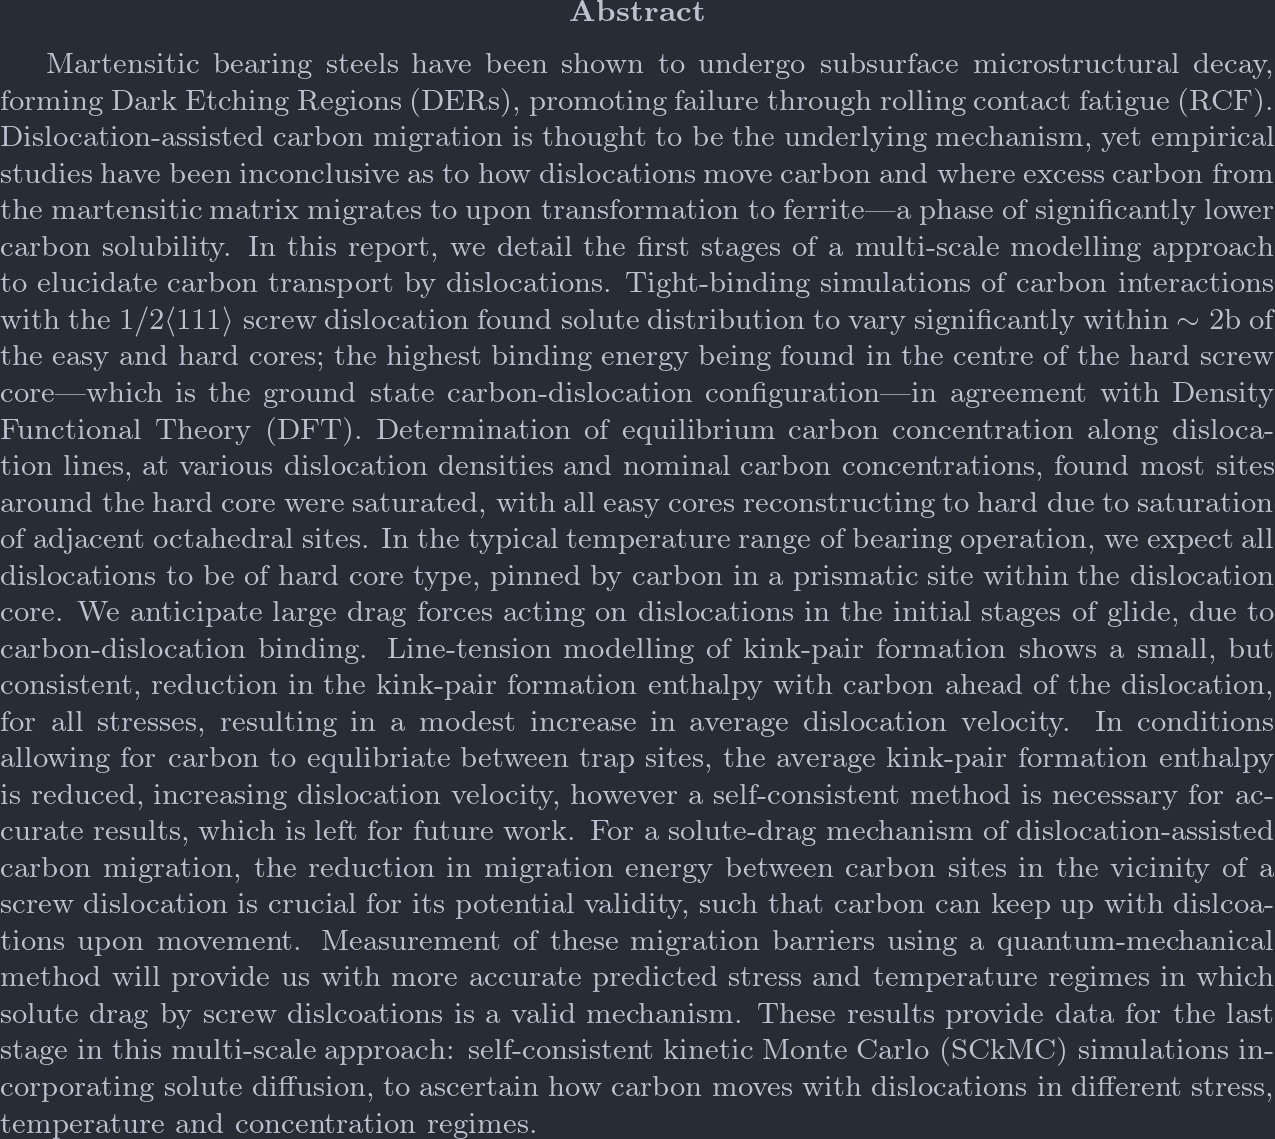 Abstract
Martensitic bearing steels have been shown to undergo subsurface microstructural decay,
forming Dark Etching Regions (DERs), promoting failure through rolling contact fatigue (RCF).
Dislocation-assisted carbon migration is thought to be the underlying mechanism, yet empirical
studies have been inconclusive as to how dislocations move carbon and where excess carbon from
the martensitic matrix migrates to upon transformation to ferrite—a phase of significantly lower
carbon solubility. In this report, we detail the first stages of a multi-scale modelling approach
to elucidate carbon transport by dislocations. Tight-binding simulations of carbon interactions
with the 1/2⟨111⟩ screw dislocation found solute distribution to vary significantly within ∼ 2b of
the easy and hard cores; the highest binding energy being found in the centre of the hard screw
core—which is the ground state carbon-dislocation configuration—in agreement with Density
Functional Theory (DFT). Determination of equilibrium carbon concentration along disloca-
tion lines, at various dislocation densities and nominal carbon concentrations, found most sites
around the hard core were saturated, with all easy cores reconstructing to hard due to saturation
of adjacent octahedral sites. In the typical temperature range of bearing operation, we expect all
dislocations to be of hard core type, pinned by carbon in a prismatic site within the dislocation
core. We anticipate large drag forces acting on dislocations in the initial stages of glide, due to
carbon-dislocation binding. Line-tension modelling of kink-pair formation shows a small, but
consistent, reduction in the kink-pair formation enthalpy with carbon ahead of the dislocation,
for all stresses, resulting in a modest increase in average dislocation velocity. In conditions
allowing for carbon to equlibriate between trap sites, the average kink-pair formation enthalpy
is reduced, increasing dislocation velocity, however a self-consistent method is necessary for ac-
curate results, which is left for future work. For a solute-drag mechanism of dislocation-assisted
carbon migration, the reduction in migration energy between carbon sites in the vicinity of a
screw dislocation is crucial for its potential validity, such that carbon can keep up with dislcoa-
tions upon movement. Measurement of these migration barriers using a quantum-mechanical
method will provide us with more accurate predicted stress and temperature regimes in which
solute drag by screw dislcoations is a valid mechanism. These results provide data for the last
stage in this multi-scale approach: self-consistent kinetic Monte Carlo (SCkMC) simulations in-
corporating solute diffusion, to ascertain how carbon moves with dislocations in different stress,
temperature and concentration regimes.